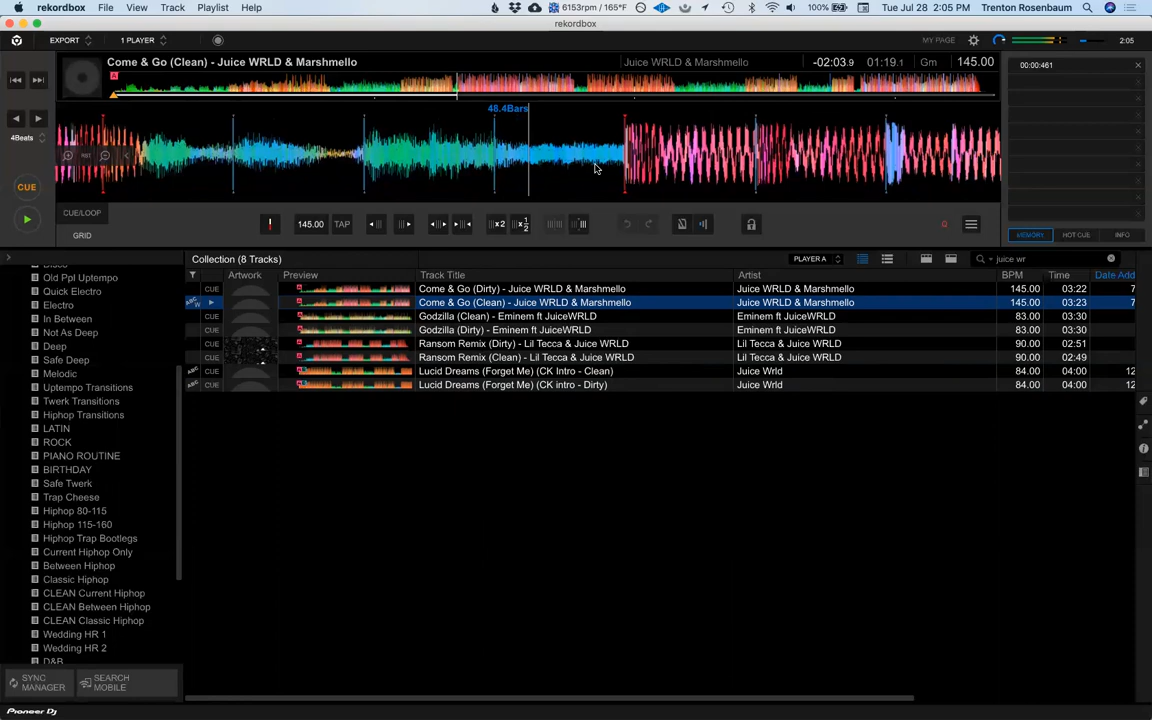 rekordbox File View Track Playlist Help 6153rpm / 165°F 100% Tue Jul 28 2:05 PM Trenton Rosenbaum
rekordbox
EXPORT 1 PLAYER MY PAGE 2:05
Come & Go (Clean) - Juice WRLD & Marshmello Juice WRLD & Marshmello -02:03.9 01:19.1 Gm 145.00
A
00:00:461
48.4Bars
4Beats
RST
CUE
CUE/LOOP
GRID
145.00 TAP x2 x1/2
MEMORY HOT CUE INFO
Collection (8 Tracks) PLAYER A juice wr
Artwork Preview Track Title Artist BPM Time Date Add
CUE Come & Go (Dirty) - Juice WRLD & Marshmello Juice WRLD & Marshmello 145.00 03:22 7
Come & Go (Clean) - Juice WRLD & Marshmello Juice WRLD & Marshmello 145.00 03:23 7
CUE Godzilla (Clean) - Eminem ft JuiceWRLD Eminem ft JuiceWRLD 83.00 03:30
CUE Godzilla (Dirty) - Eminem ft JuiceWRLD Eminem ft JuiceWRLD 83.00 03:30
CUE Ransom Remix (Dirty) - Lil Tecca & Juice WRLD Lil Tecca & Juice WRLD 90.00 02:51
CUE Ransom Remix (Clean) - Lil Tecca & Juice WRLD Lil Tecca & Juice WRLD 90.00 02:49
CUE Lucid Dreams (Forget Me) (CK intro - Clean) Juice Wrld 84.00 04:00 12
CUE Lucid Dreams (Forget Me) (CK intro - Dirty) Juice Wrld 84.00 04:00 12
Old Ppl Uptempo
Quick Electro
Electro
In Between
Not As Deep
Deep
Safe Deep
Melodic
Uptempo Transitions
Twerk Transitions
Hiphop Transitions
LATIN
ROCK
PIANO ROUTINE
BIRTHDAY
Safe Twerk
Trap Cheese
Hiphop 80-115
Hiphop 115-160
Hiphop Trap Bootlegs
Current Hiphop Only
Between Hiphop
Classic Hiphop
CLEAN Current Hiphop
CLEAN Between Hiphop
CLEAN Classic Hiphop
Wedding HR 1
Wedding HR 2
D&B
SYNC MANAGER
SEARCH MOBILE
Pioneer Dj